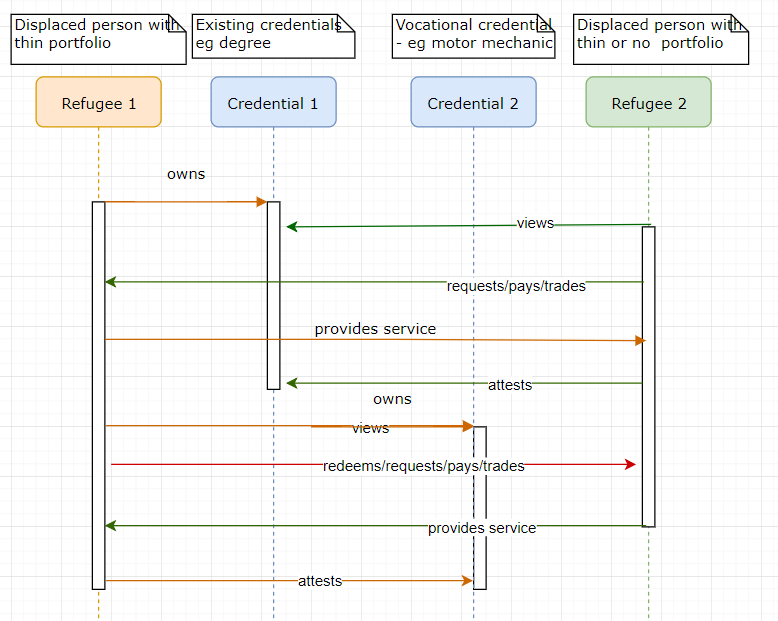 Displaced person with
thin portfolio
Existing credentials
eg degree
Vocational credential
- eg motor mechanic
Displaced person with
thin or no  portfolio
Refugee 1
Credential 1
Credential 2
Refugee 2
owns
views
requests/pays/trades
provides service
attests
owns
views
redeems/requests/pays/trades
provides service
attests